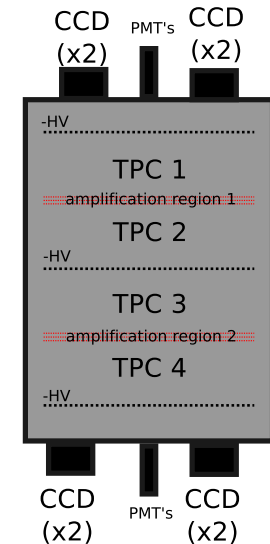 CCD
(x2)
PMT's
CCD
(x2)
-HV
TPC 1
amplification region 1
TPC 2
-HV
TPC 3
amplification region 2
TPC 4
-HV
CCD
(x2)
PMT's
CCD
(x2)